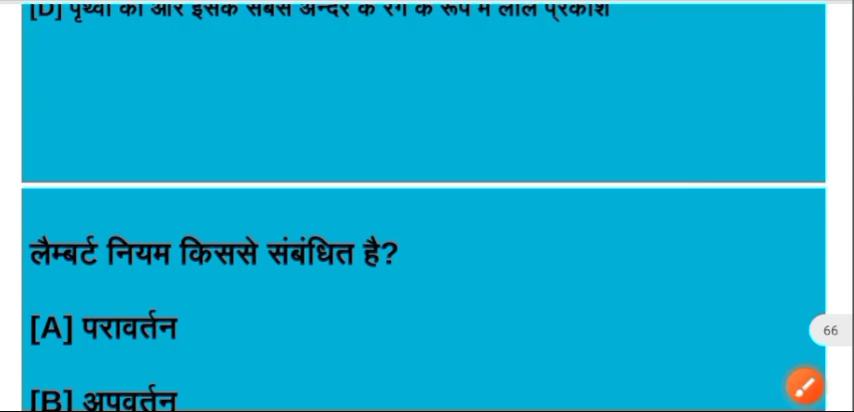 [D] पृथ्वी की ओर इसके सबसे अन्दर के रंग के रूप में लाल प्रकाश
लैम्बर्ट नियम किससे संबंधित है?
[A] परावर्तन
66
[B] अपवर्तन